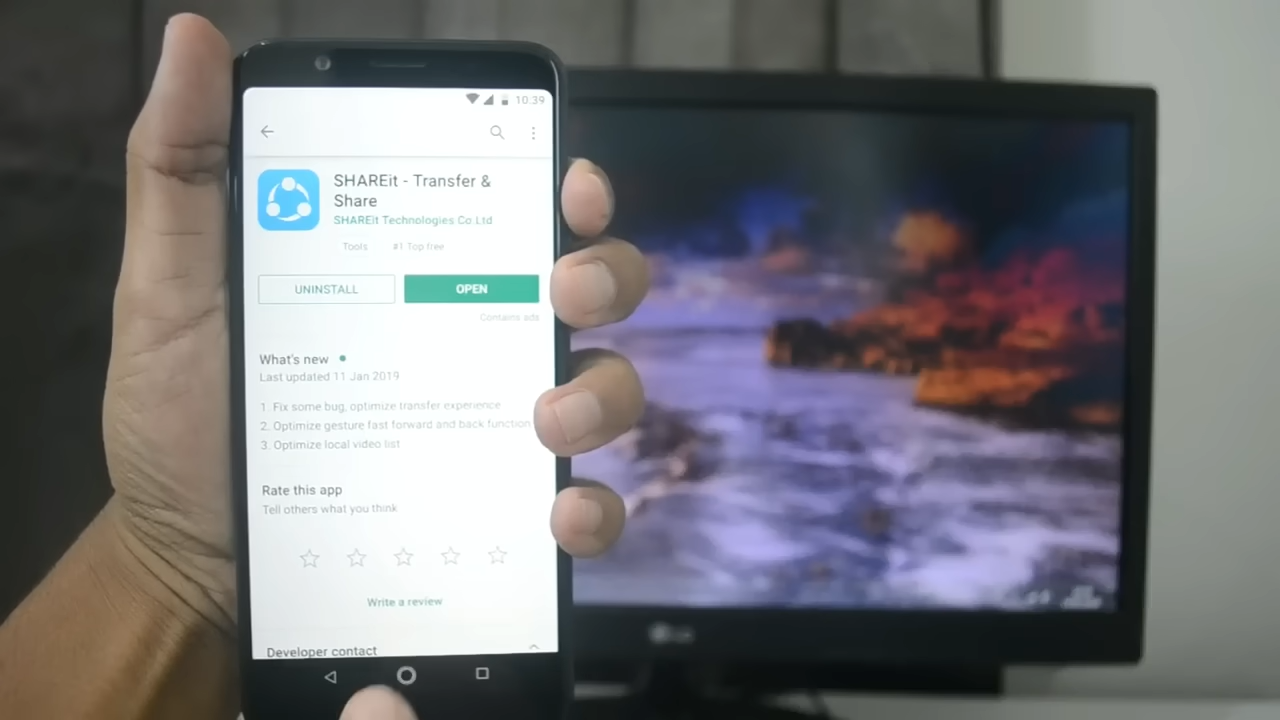 10.39
SHAREit - Transfer &
Share
SHAREit Technologies Co.Ltd
Tools #1 Top free
UNINSTALL OPEN
Contains ads
What's new
Last updated 11 Jan 2019
1. Fix some bug, optimize transfer experience
2. Optimize gesture fast forward and back function
3. Optimize local video list
Rate this app
Tell others what you think
Write a review
Developer contact
LG